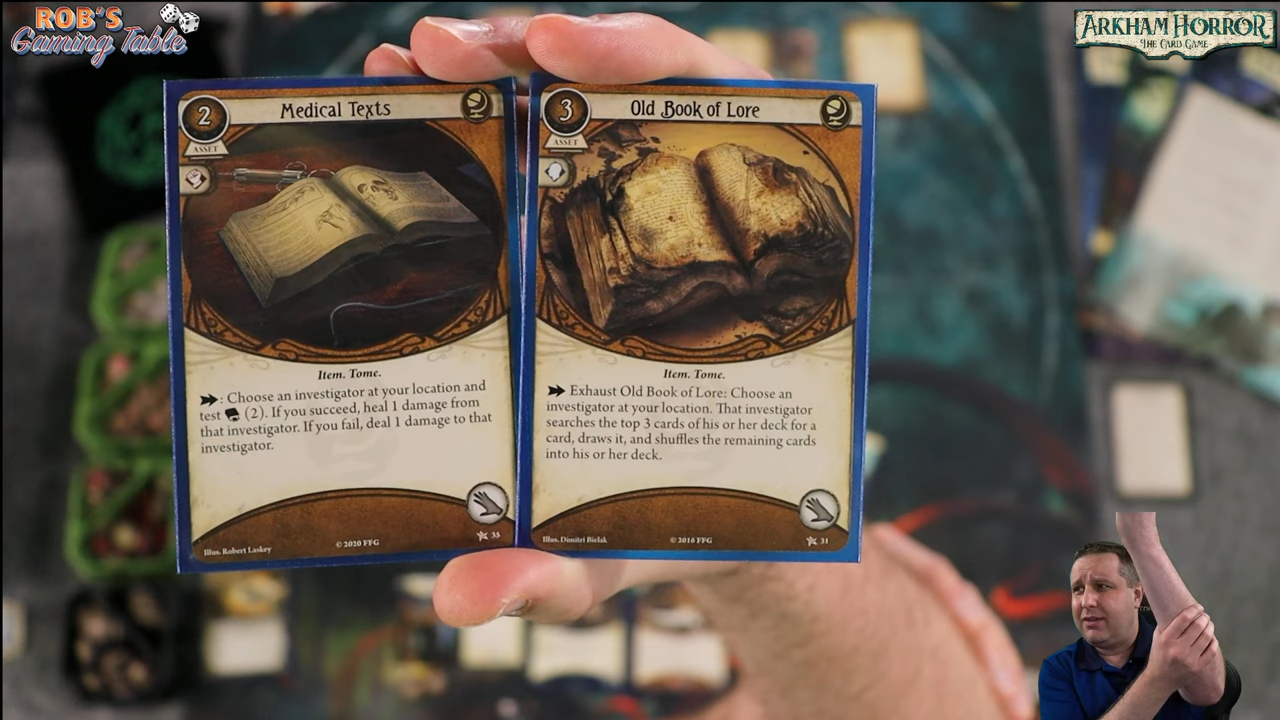 ROB'S
Gaming Table
ARKHAM HORROR
THE CARD GAME
2
Medical Texts
ASSET
Item. Tome.
: Choose an investigator at your location and
test (2). If you succeed, heal 1 damage from
that investigator. If you fail, deal 1 damage to that
investigator.
Illus. Robert Laskey
© 2020 FFG
35
3
Old Book of Lore
ASSET
Item. Tome.
Exhaust Old Book of Lore: Choose an
investigator at your location. That investigator
searches the top 3 cards of his or her deck for a
card, draws it, and shuffles the remaining cards
into his or her deck.
Illus. Dimitri Bielak
© 2016 FFG
31